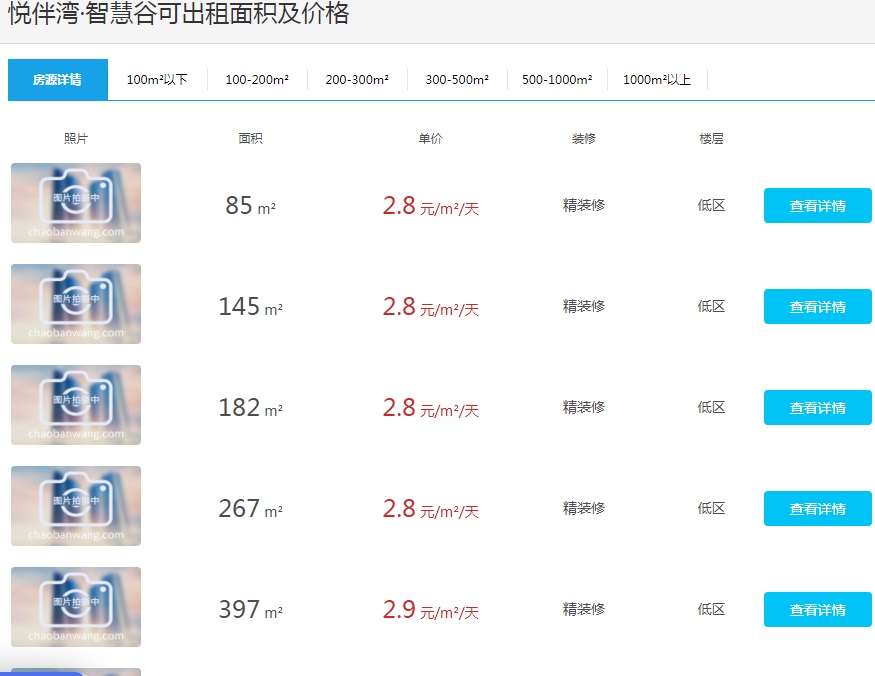 悦伴湾·智慧谷可出租面积及价格
房源详情 100m²以下 100-200m² 200-300m² 300-500m² 500-1000m² 1000m²以上
照片 面积 单价 装修 楼层
图片拍摄中
chaobanwang.com
85 m² 2.8 元/m²/天 精装修 低区 查看详情
图片拍摄中
chaobanwang.com
145 m² 2.8 元/m²/天 精装修 低区 查看详情
图片拍摄中
chaobanwang.com
182 m² 2.8 元/m²/天 精装修 低区 查看详情
图片拍摄中
chaobanwang.com
267 m² 2.8 元/m²/天 精装修 低区 查看详情
图片拍摄中
chaobanwang.com
397 m² 2.9 元/m²/天 精装修 低区 查看详情